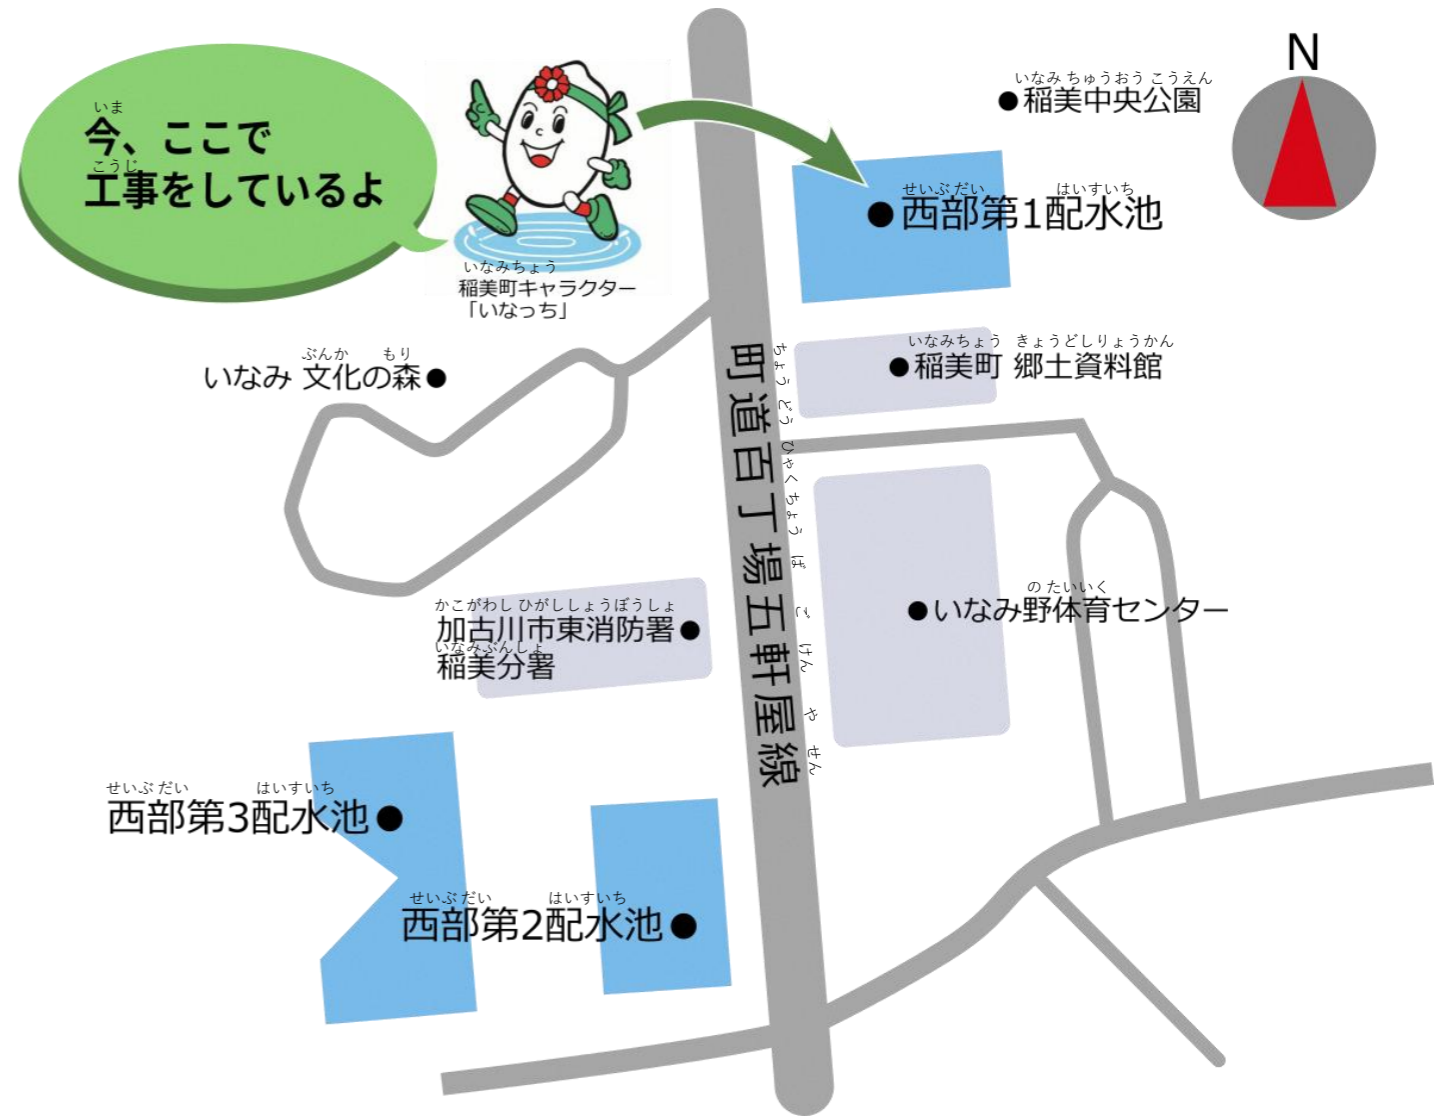 いま
今、ここで
こうじ
工事をしているよ
いなみちょう
稲美町キャラクター
「いなっち」
N
いなみ ちゅうおう こうえん
稲美中央公園
せいぶ だい はいすいち
西部第1配水池
いなみちょう きょうどしりょうかん
稲美町 郷土資料館
ぶんか もり
いなみ 文化の森
町道百丁場五軒屋線
ちょうどう ひゃくちょうば ごけんやせん
の たいいく
いなみ野体育センター
かこがわし ひがししょうぼうしょ
加古川市東消防署
いなみぶんしょ
稲美分署
せいぶ だい はいすいち
西部第3配水池
せいぶ だい はいすいち
西部第2配水池